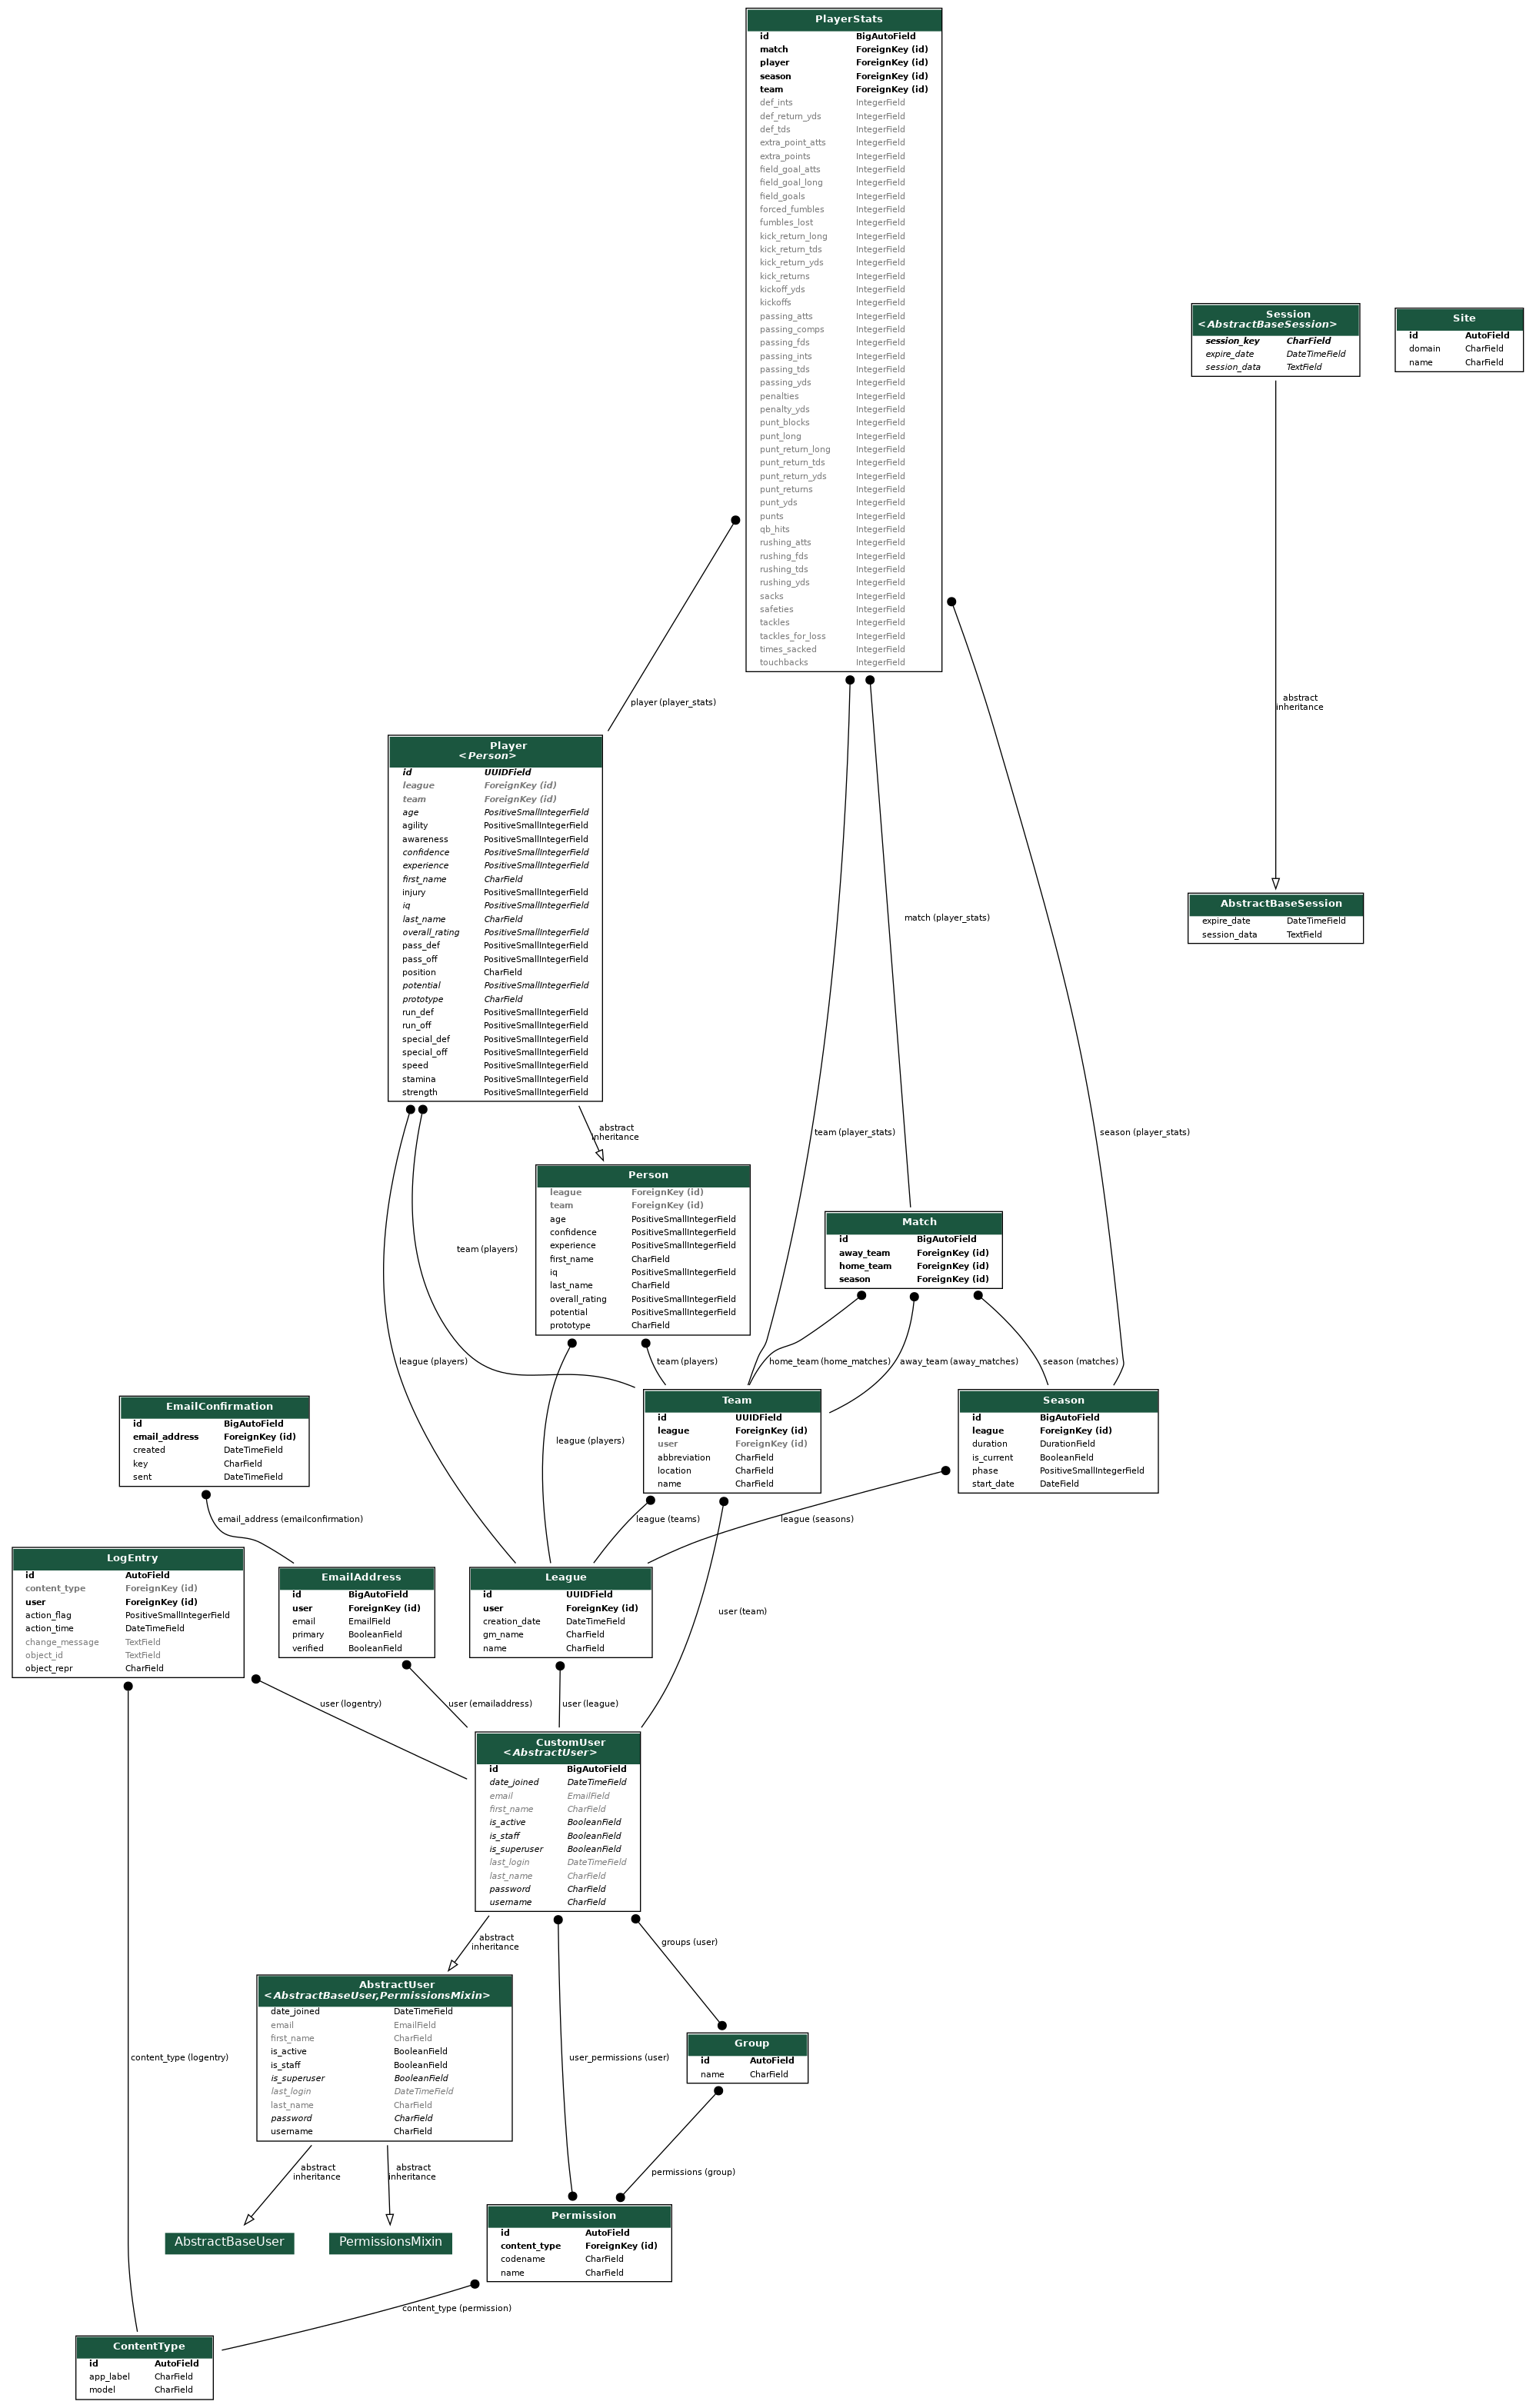 PlayerStats
id BigAutoField
match ForeignKey (id)
player ForeignKey (id)
season ForeignKey (id)
team ForeignKey (id)
def_ints IntegerField
def_return_yds IntegerField
def_tds IntegerField
extra_point_atts IntegerField
extra_points IntegerField
field_goal_atts IntegerField
field_goal_long IntegerField
field_goals IntegerField
forced_fumbles IntegerField
fumbles_lost IntegerField
kick_return_long IntegerField
kick_return_tds IntegerField
kick_return_yds IntegerField
kick_returns IntegerField
kickoff_yds IntegerField
kickoffs IntegerField
passing_atts IntegerField
passing_comps IntegerField
passing_fds IntegerField
passing_ints IntegerField
passing_tds IntegerField
passing_yds IntegerField
penalties IntegerField
penalty_yds IntegerField
punt_blocks IntegerField
punt_long IntegerField
punt_return_long IntegerField
punt_return_tds IntegerField
punt_return_yds IntegerField
punt_returns IntegerField
punt_yds IntegerField
punts IntegerField
qb_hits IntegerField
rushing_atts IntegerField
rushing_fds IntegerField
rushing_tds IntegerField
rushing_yds IntegerField
sacks IntegerField
safeties IntegerField
tackles IntegerField
tackles_for_loss IntegerField
times_sacked IntegerField
touchbacks IntegerField
Session
<AbstractBaseSession>
session_key CharField
expire_date DateTimeField
session_data TextField
Site
id AutoField
domain CharField
name CharField
player (player_stats)
abstract
inheritance
Player
<Person>
id UUIDField
league ForeignKey (id)
team ForeignKey (id)
age PositiveSmallIntegerField
agility PositiveSmallIntegerField
awareness PositiveSmallIntegerField
confidence PositiveSmallIntegerField
experience PositiveSmallIntegerField
first_name CharField
injury PositiveSmallIntegerField
iq PositiveSmallIntegerField
last_name CharField
overall_rating PositiveSmallIntegerField
pass_def PositiveSmallIntegerField
pass_off PositiveSmallIntegerField
position CharField
potential PositiveSmallIntegerField
prototype CharField
run_def PositiveSmallIntegerField
run_off PositiveSmallIntegerField
special_def PositiveSmallIntegerField
special_off PositiveSmallIntegerField
speed PositiveSmallIntegerField
stamina PositiveSmallIntegerField
strength PositiveSmallIntegerField
AbstractBaseSession
expire_date DateTimeField
session_data TextField
match (player_stats)
team (player_stats)
season (player_stats)
abstract
inheritance
team (players)
Person
league ForeignKey (id)
team ForeignKey (id)
age PositiveSmallIntegerField
confidence PositiveSmallIntegerField
experience PositiveSmallIntegerField
first_name CharField
iq PositiveSmallIntegerField
last_name CharField
overall_rating PositiveSmallIntegerField
potential PositiveSmallIntegerField
prototype CharField
Match
id BigAutoField
away_team ForeignKey (id)
home_team ForeignKey (id)
season ForeignKey (id)
league (players)
team (players)
home_team (home_matches)
away_team (away_matches)
season (matches)
EmailConfirmation
id BigAutoField
email_address ForeignKey (id)
created DateTimeField
key CharField
sent DateTimeField
league (players)
Team
id UUIDField
league ForeignKey (id)
user ForeignKey (id)
abbreviation CharField
location CharField
name CharField
Season
id BigAutoField
league ForeignKey (id)
duration DurationField
is_current BooleanField
phase PositiveSmallIntegerField
start_date DateField
email_address (emailconfirmation)
league (teams)
league (seasons)
LogEntry
id AutoField
content_type ForeignKey (id)
user ForeignKey (id)
action_flag PositiveSmallIntegerField
action_time DateTimeField
change_message TextField
object_id TextField
object_repr CharField
EmailAddress
id BigAutoField
user ForeignKey (id)
email EmailField
primary BooleanField
verified BooleanField
League
id UUIDField
user ForeignKey (id)
creation_date DateTimeField
gm_name CharField
name CharField
user (team)
user (logentry)
user (emailaddress)
user (league)
CustomUser
<AbstractUser>
id BigAutoField
date_joined DateTimeField
email EmailField
first_name CharField
is_active BooleanField
is_staff BooleanField
is_superuser BooleanField
last_login DateTimeField
last_name CharField
password CharField
username CharField
abstract
inheritance
groups (user)
AbstractUser
<AbstractBaseUser,PermissionsMixin>
date_joined DateTimeField
email EmailField
first_name CharField
is_active BooleanField
is_staff BooleanField
is_superuser BooleanField
last_login DateTimeField
last_name CharField
password CharField
username CharField
content_type (logentry)
user_permissions (user)
Group
id AutoField
name CharField
abstract
inheritance
abstract
inheritance
permissions (group)
AbstractBaseUser
PermissionsMixin
Permission
id AutoField
content_type ForeignKey (id)
codename CharField
name CharField
content_type (permission)
ContentType
id AutoField
app_label CharField
model CharField